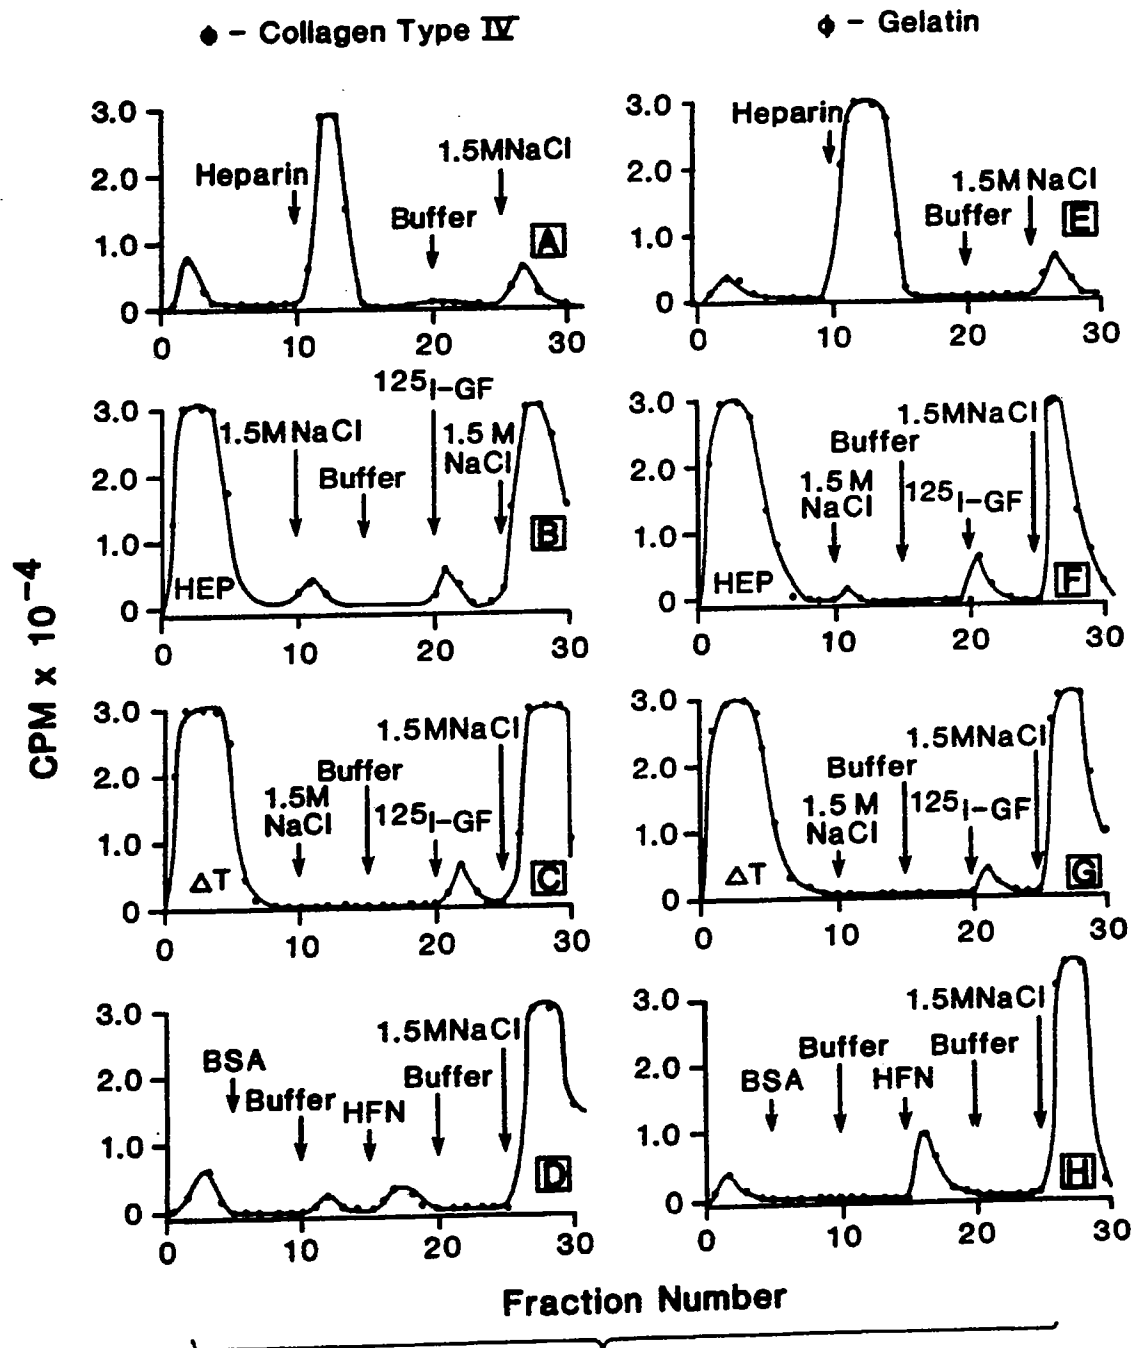 - Collagen Type IV
- Gelatin
CPM x 10⁻⁴
3.0
2.0
1.0
0
Heparin
Buffer
1.5MNaCl
A
0 10 20 30
3.0
2.0
1.0
0
Heparin
Buffer
1.5M NaCl
E
0 10 20 30
3.0
2.0
1.0
0
HEP
1.5M NaCl
Buffer
¹²⁵I-GF
1.5 M
NaCl
B
0 10 20 30
3.0
2.0
1.0
0
HEP
1.5 M
NaCl
Buffer
¹²⁵I-GF
1.5MNaCl
F
0 10 20 30
3.0
2.0
1.0
0
ΔT
1.5M
NaCl
Buffer
¹²⁵I-GF
1.5MNaCl
C
0 10 20 30
3.0
2.0
1.0
0
ΔT
1.5 M
NaCl
Buffer
¹²⁵I-GF
1.5MNaCl
G
0 10 20 30
3.0
2.0
1.0
0
BSA
Buffer
HFN
Buffer
1.5MNaCl
D
0 10 20 30
3.0
2.0
1.0
0
BSA
Buffer
HFN
Buffer
1.5MNaCl
H
0 10 20 30
Fraction Number